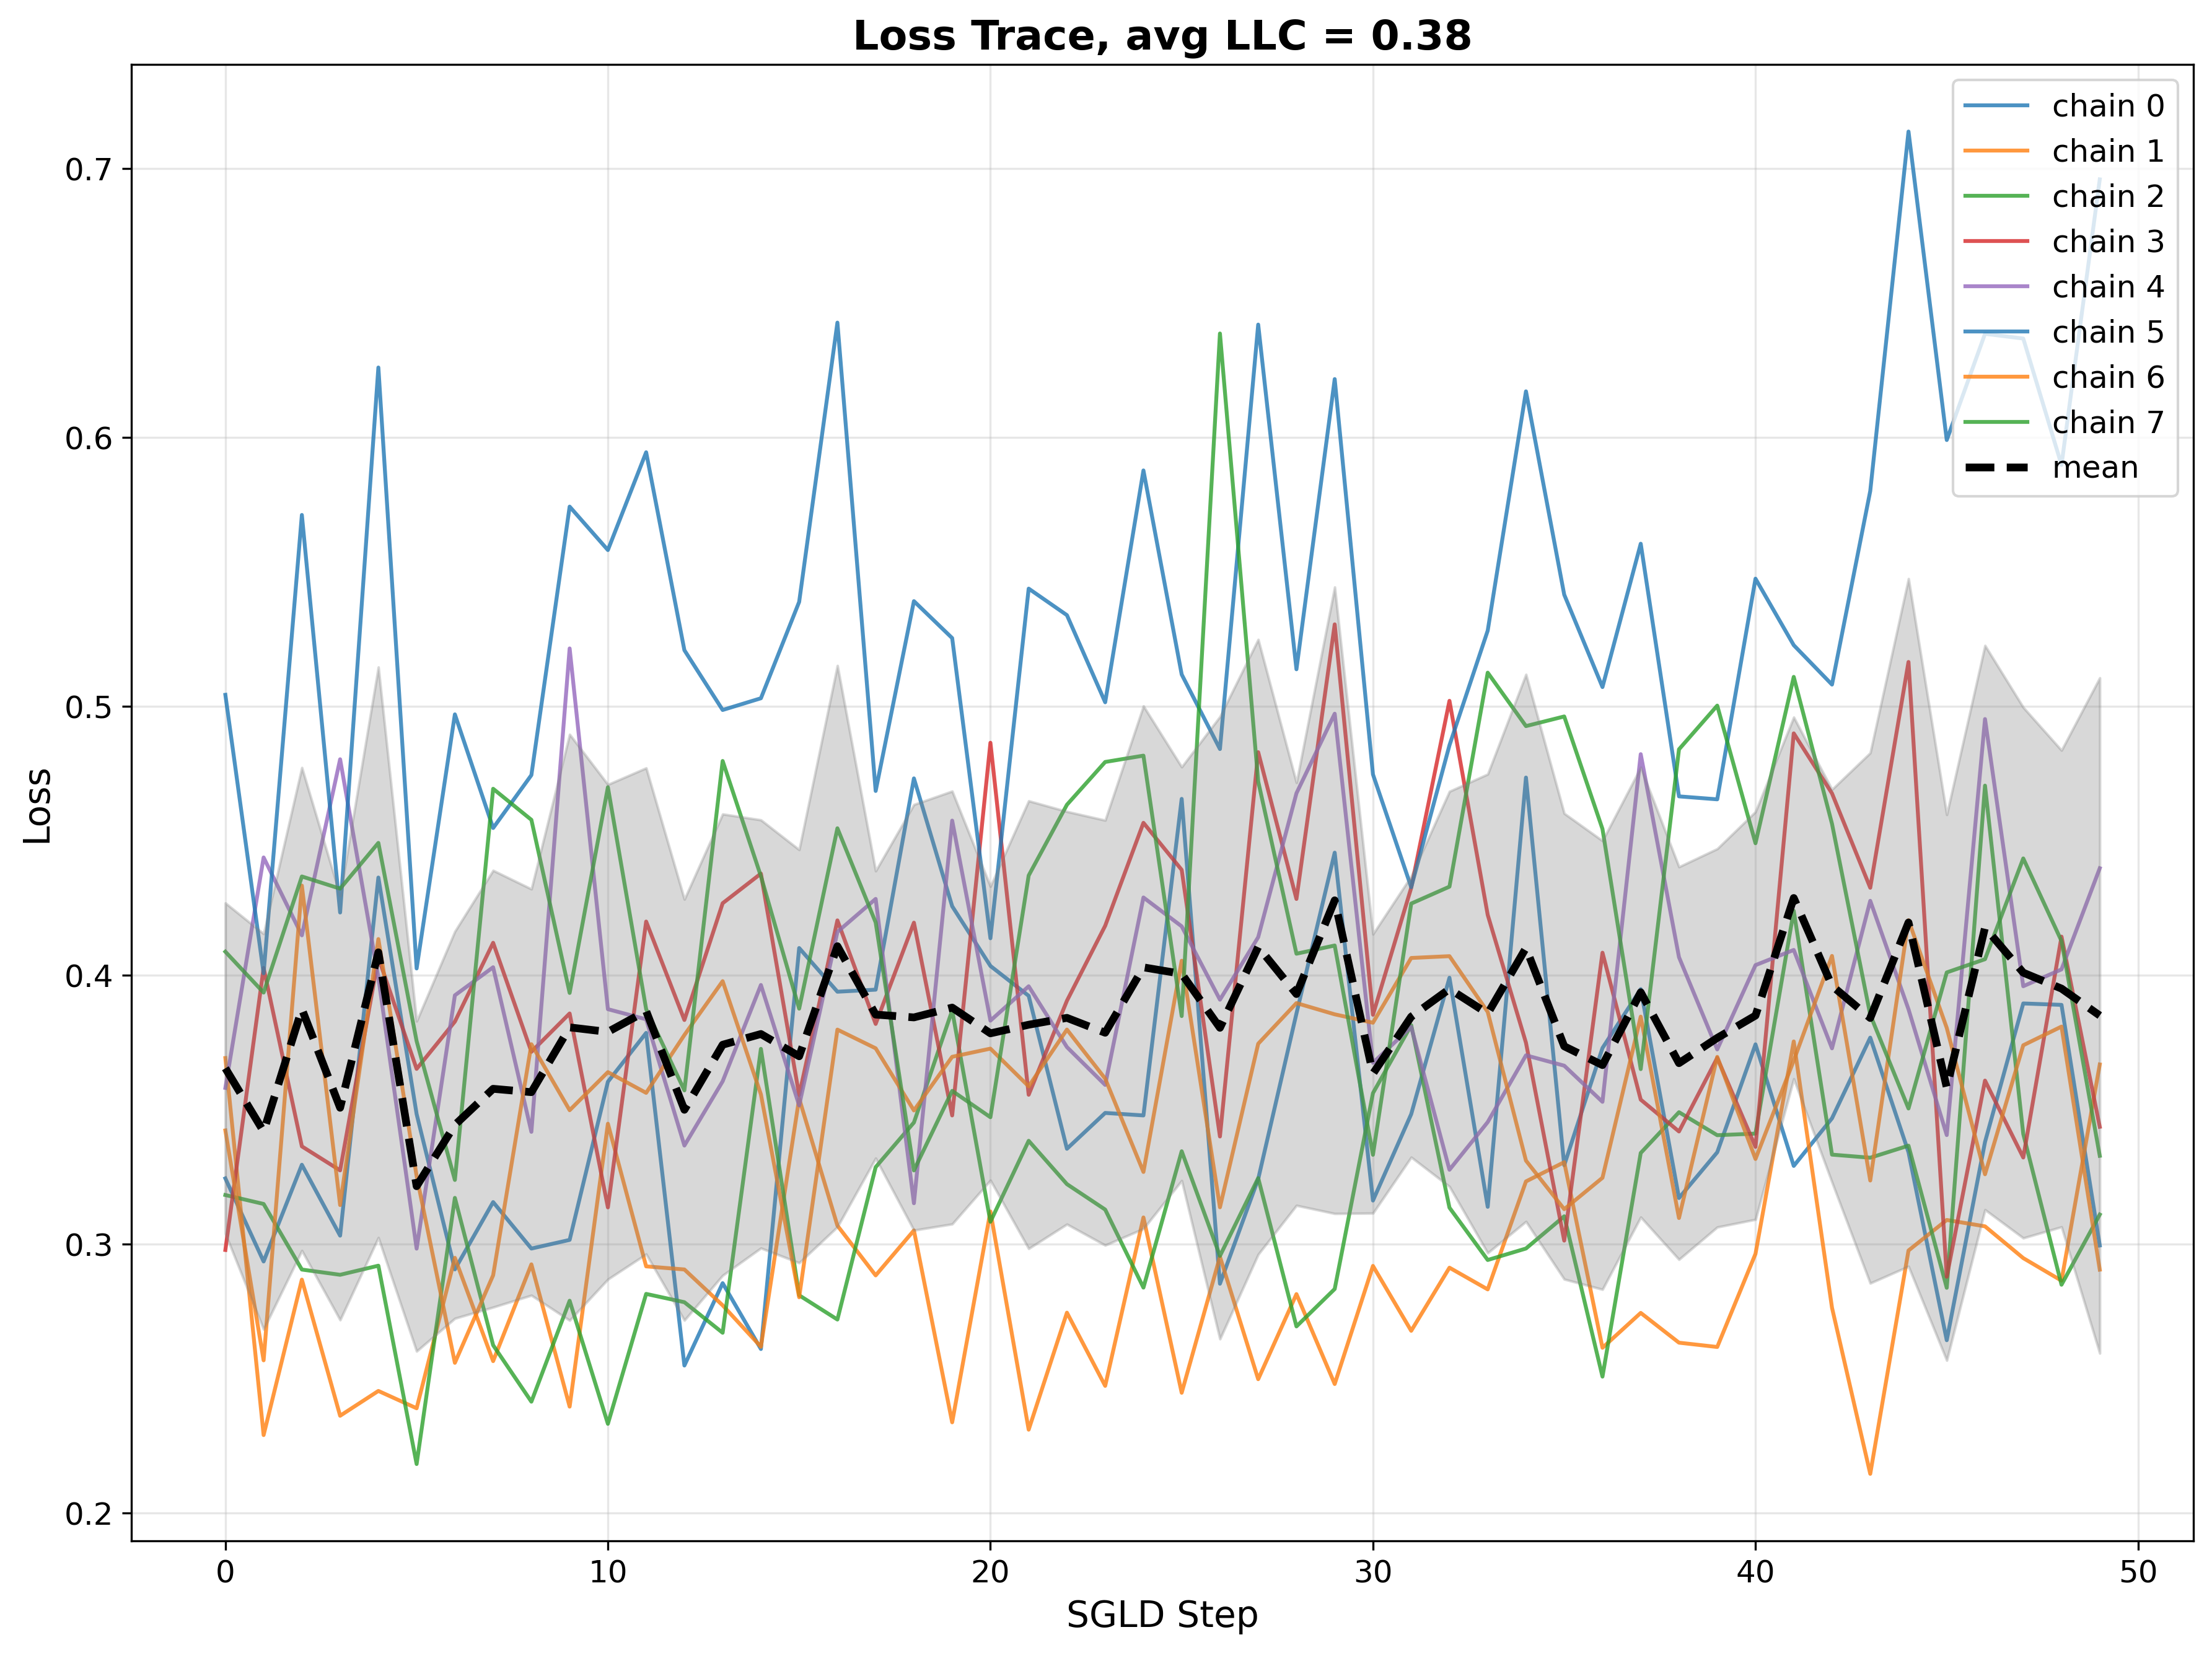 Loss Trace, avg LLC = 0.38
chain 0
chain 1
chain 2
chain 3
chain 4
chain 5
chain 6
chain 7
mean
Loss
0.7
0.6
0.5
0.4
0.3
0.2
0 10 20 30 40 50
SGLD Step